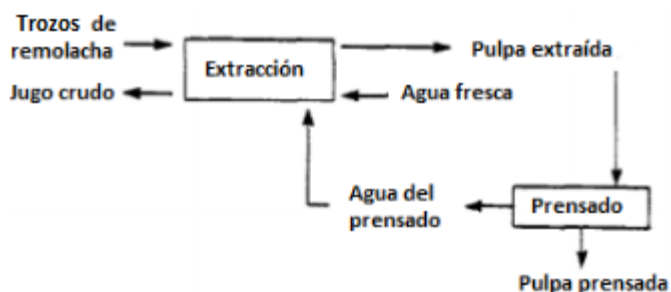 Trozos de
remolacha
Jugo crudo
Extracción
Pulpa extraída
Agua fresca
Agua del
prensado
Prensado
Pulpa prensada